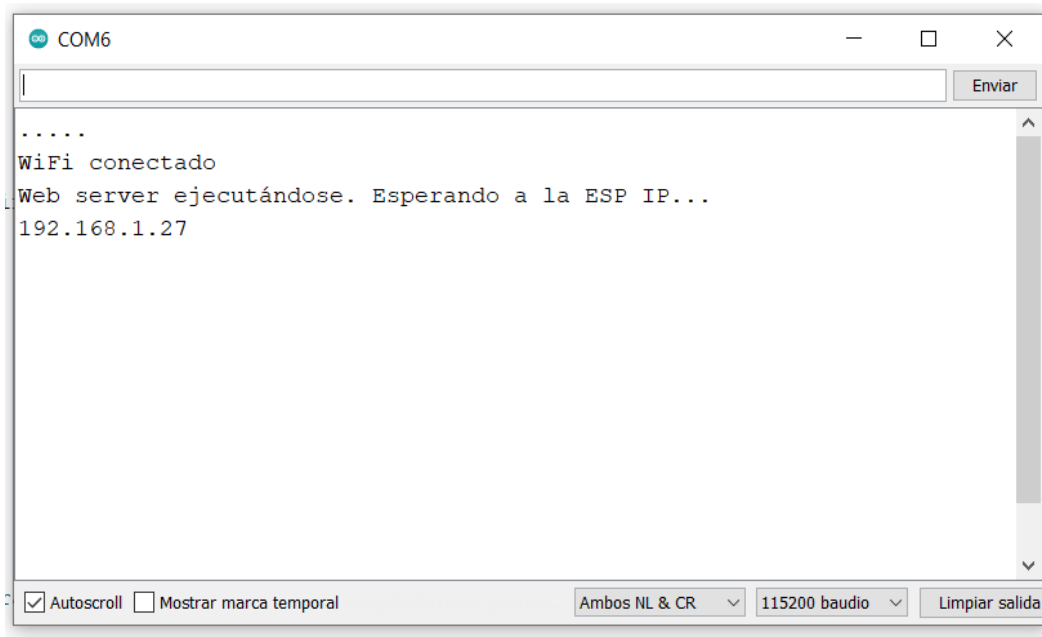 COM6
Enviar
.....
WiFi conectado
Web server ejecutándose. Esperando a la ESP IP...
192.168.1.27
Autoscroll Mostrar marca temporal Ambos NL & CR 115200 baudio Limpiar salida